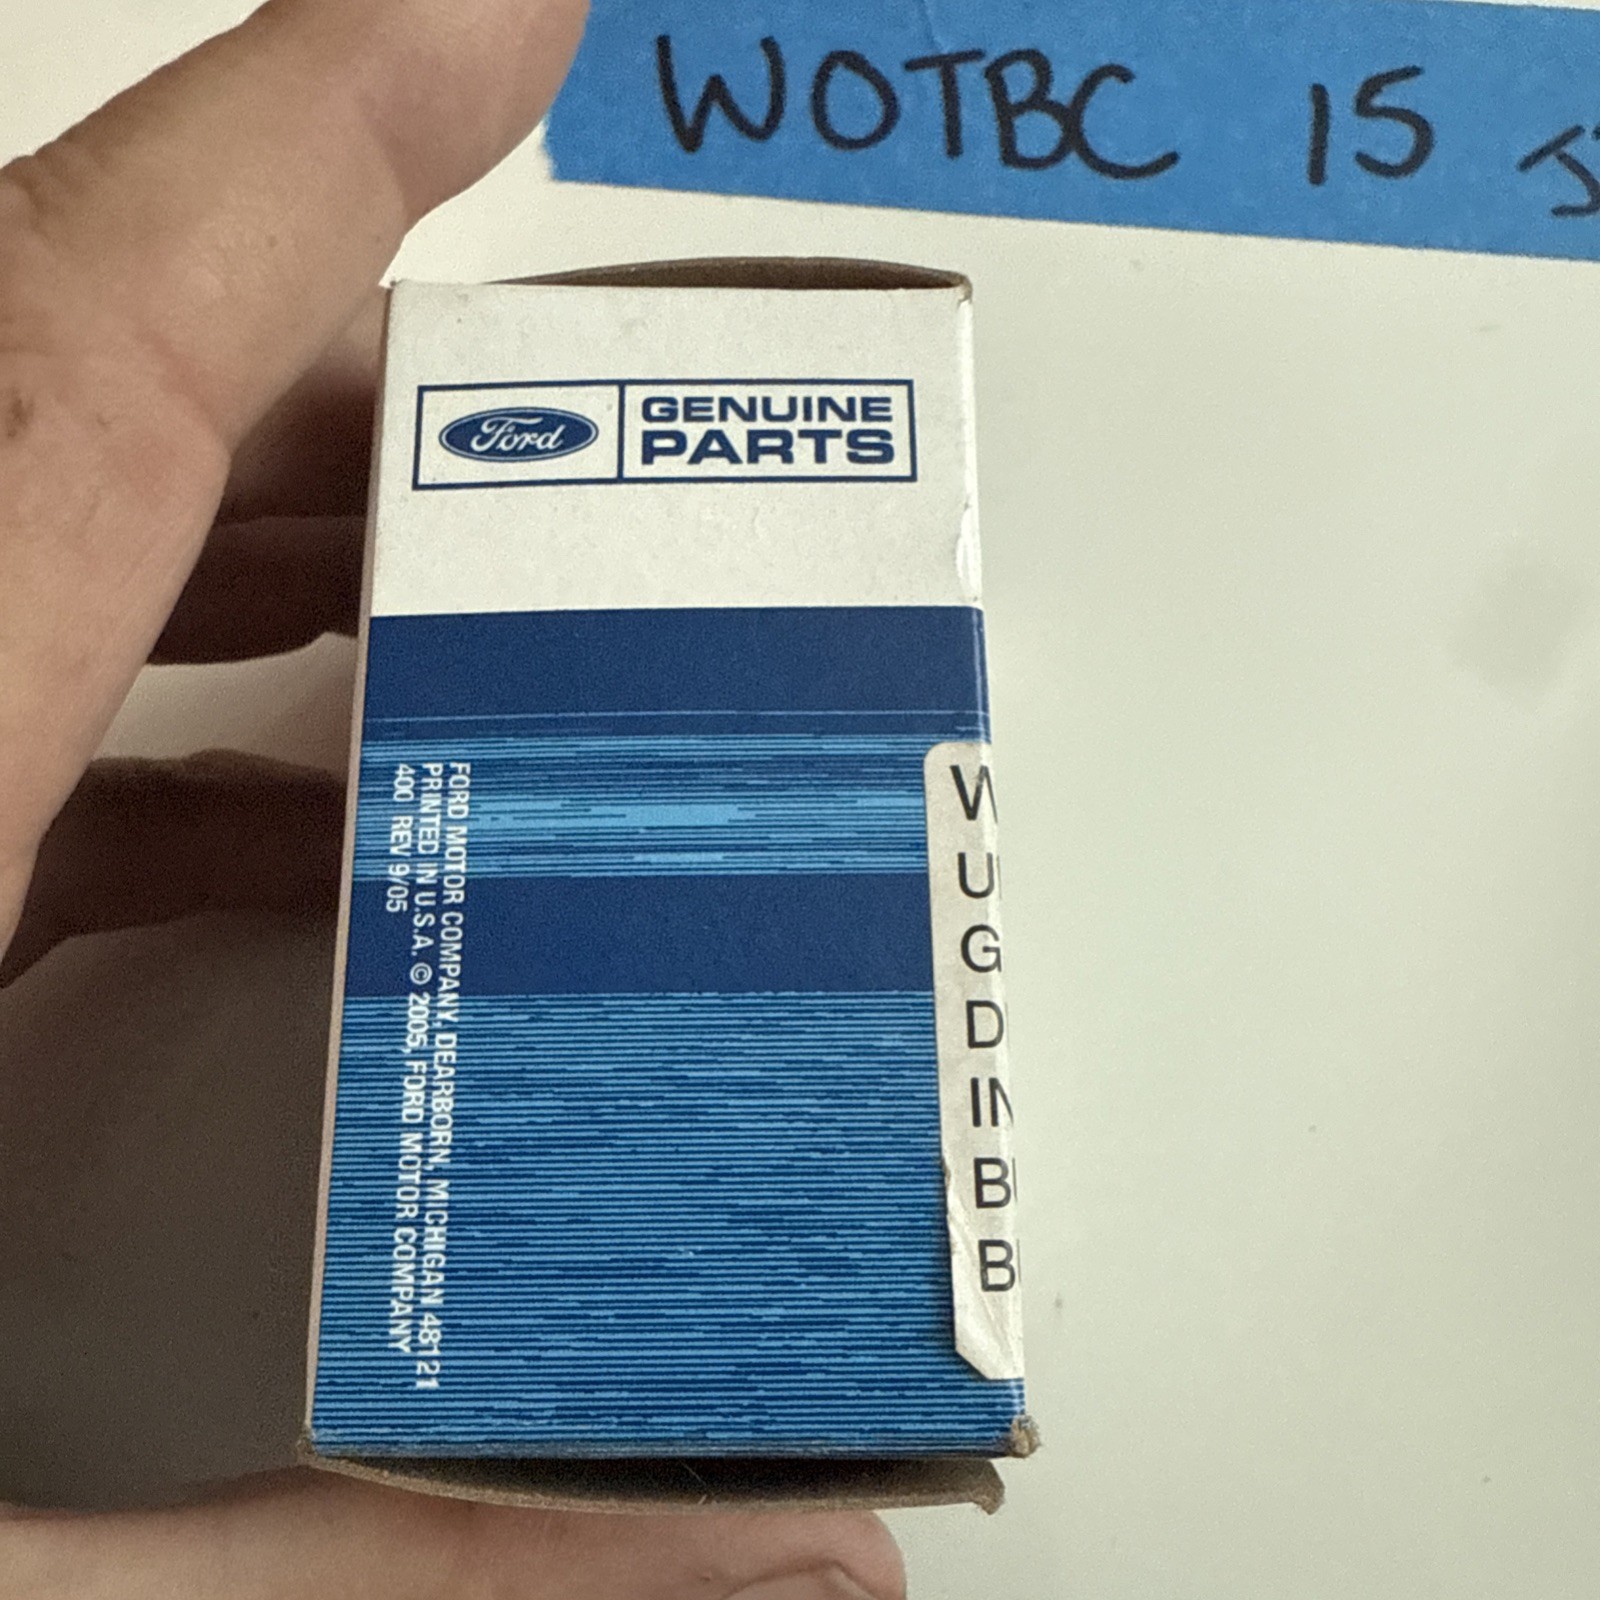 WOTBC 15
Ford
GENUINE
PARTS
FORD MOTOR COMPANY, DEARBORN, MICHIGAN 48121
PRINTED IN U.S.A. © 2005, FORD MOTOR COMPANY
400 REV 9/05
U
G
D
B
B